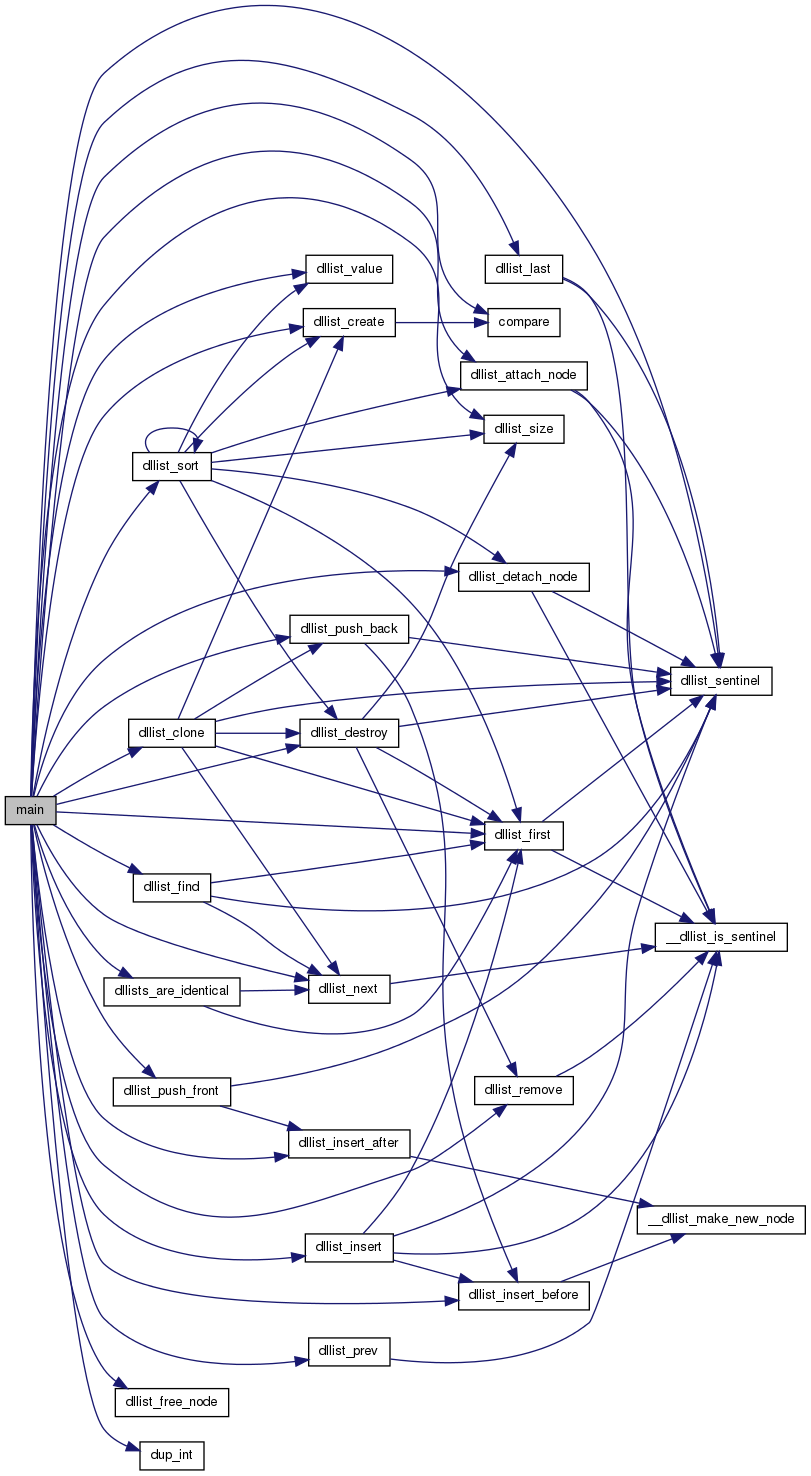 dllist_value
dllist_last
dllist_create
compare
dllist_attach_node
dllist_size
dllist_sort
dllist_detach_node
dllist_push_back
dllist_sentinel
dllist_clone
dllist_destroy
main
dllist_first
dllist_find
__dllist_is_sentinel
dllists_are_identical
dllist_next
dllist_push_front
dllist_remove
dllist_insert_after
__dllist_make_new_node
dllist_insert
dllist_insert_before
dllist_prev
dllist_free_node
dup_int